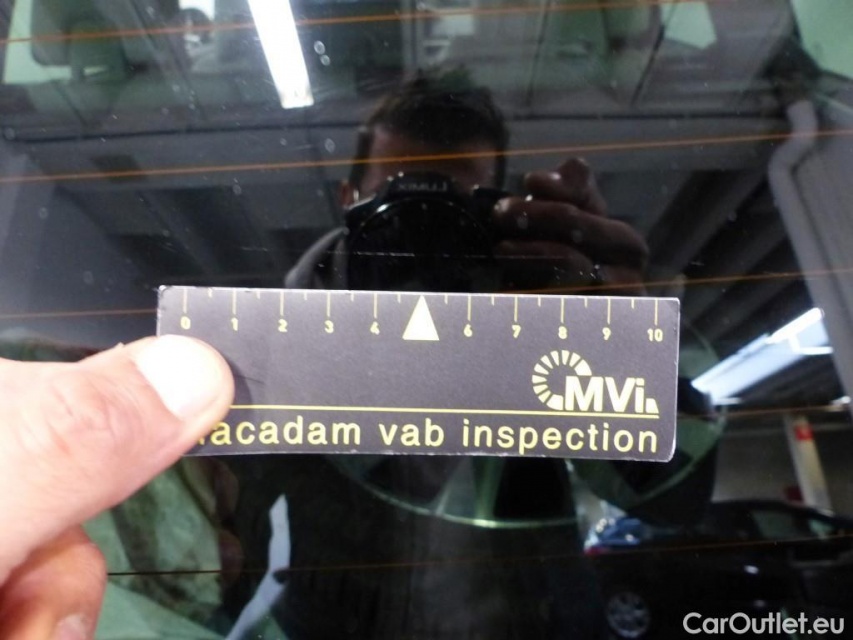 0 1 2 3 4 6 7 8 9 10
MVi
acadam vab inspection
CarOutlet.eu